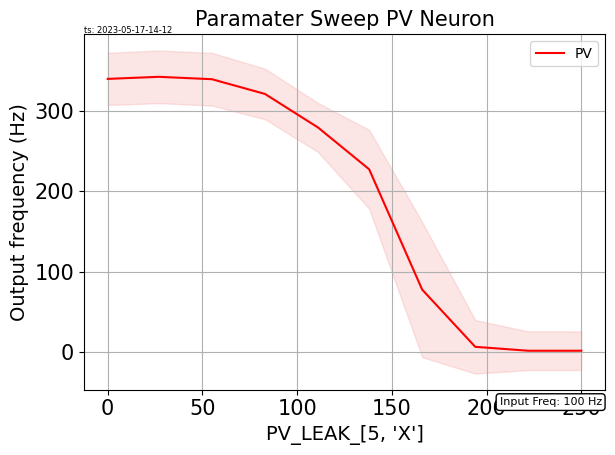 Paramater Sweep PV Neuron
ts: 2023-05-17-14-12
PV
Output frequency (Hz)
300
200
100
0
0 50 100 150 200 250
Input Freq: 100 Hz
PV_LEAK_[5, 'X']